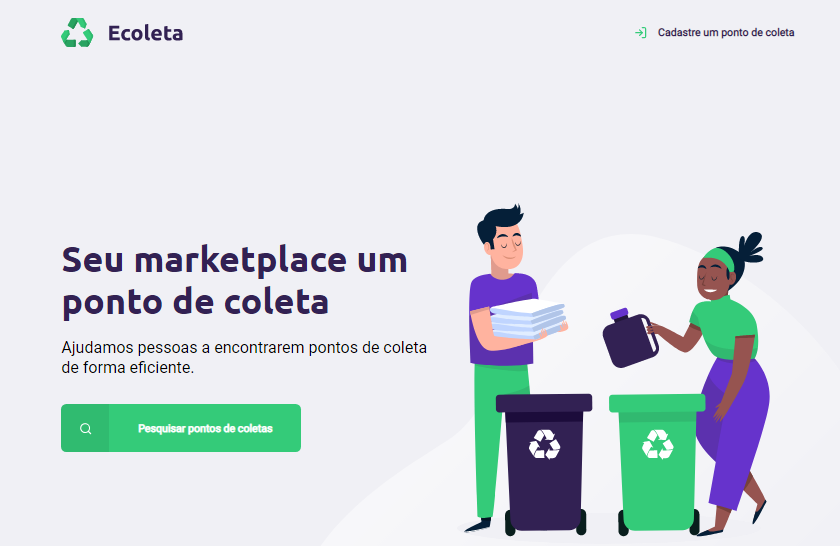 Ecoleta
Cadastre um ponto de coleta
Seu marketplace um
ponto de coleta
Ajudamos pessoas a encontrarem pontos de coleta
de forma eficiente.
Pesquisar pontos de coletas